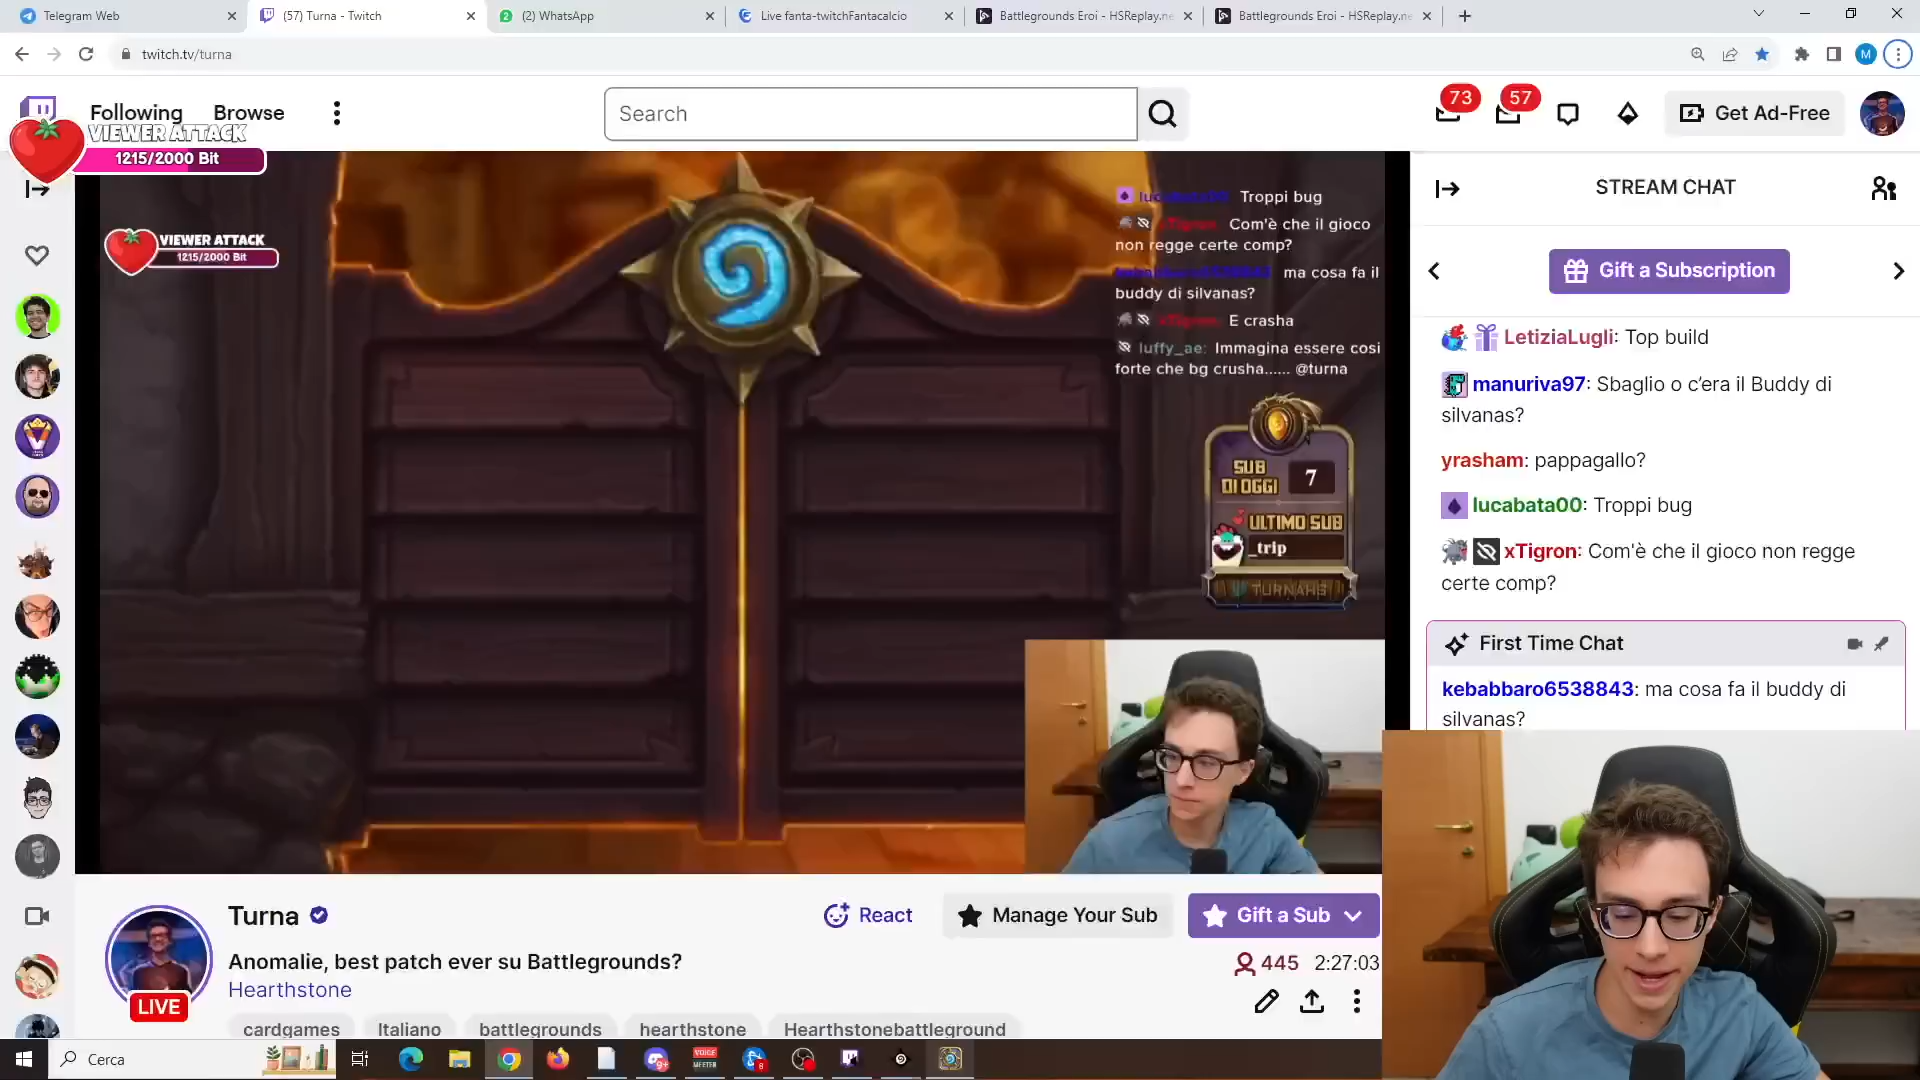 Telegram Web
(57) Turna - Twitch
(2) WhatsApp
Live fanta-twitchFantacalcio
Battlegrounds Eroi - HSReplay.ne
Battlegrounds Eroi - HSReplay.ne
twitch.tv/turna
M
Following
Browse
Search
73
57
Get Ad-Free
VIEWER ATTACK
1215/2000 Bit
VIEWER ATTACK
1215/2000 Bit
Troppi bug
xTigron: Com'è che il gioco
non regge certe comp?
kebabbaro6538843 ma cosa fa il
buddy di silvanas?
xTigron: E crasha
luffy_ae: Immagina essere cosi
forte che bg crusha...... @turna
SUB
DI OGGI
7
ULTIMO SUB
_trip
TURNAHS
STREAM CHAT
Gift a Subscription
LetiziaLugli: Top build
manuriva97: Sbaglio o c'era il Buddy di
silvanas?
yrasham: pappagallo?
lucabata00: Troppi bug
xTigron: Com'è che il gioco non regge
certe comp?
First Time Chat
kebabbaro6538843: ma cosa fa il buddy di
silvanas?
Turna
React
Manage Your Sub
Gift a Sub
Anomalie, best patch ever su Battlegrounds?
445
2:27:03
Hearthstone
LIVE
cardgames
Italiano
battlegrounds
hearthstone
Hearthstonebattleground
Cerca
VOICE
MEETER